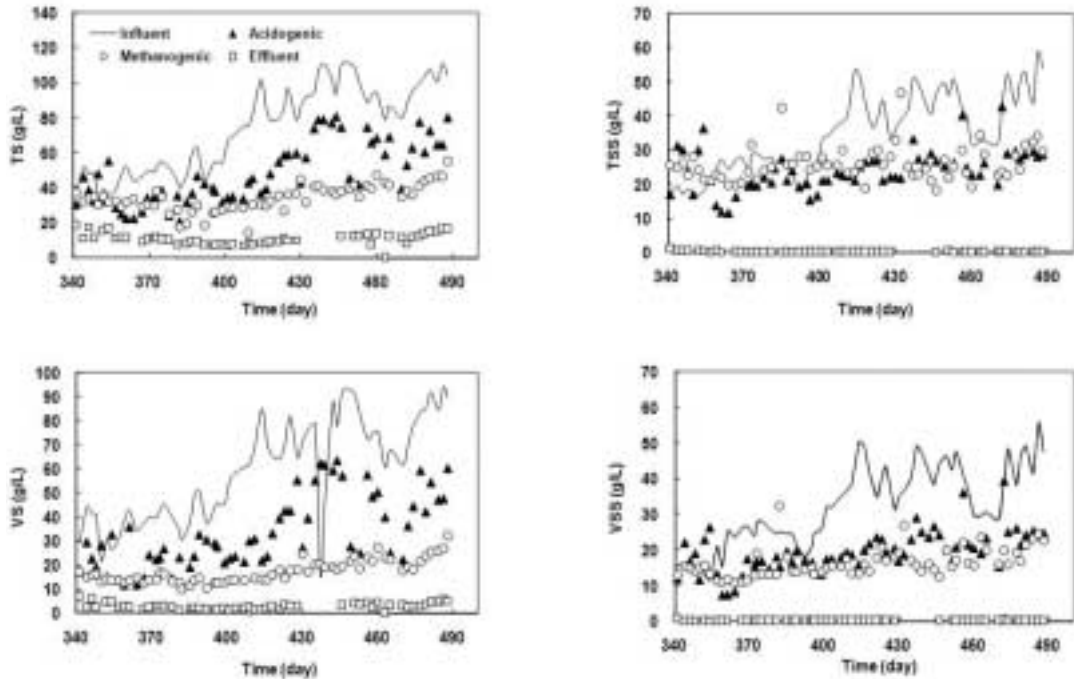 140
120
100
80
60
40
20
0
TS (g/L)
Influent
Acidogenic
Methanogenic
Effluent
340 370 400 430 460 490
Time (day)
70
60
50
40
30
20
10
0
TSS (g/L)
340 370 400 430 460 490
Time (day)
100
90
80
70
60
50
40
30
20
10
0
VS (g/L)
340 370 400 430 460 490
Time (day)
70
60
50
40
30
20
10
0
VSS (g/L)
340 370 400 430 460 490
Time (day)